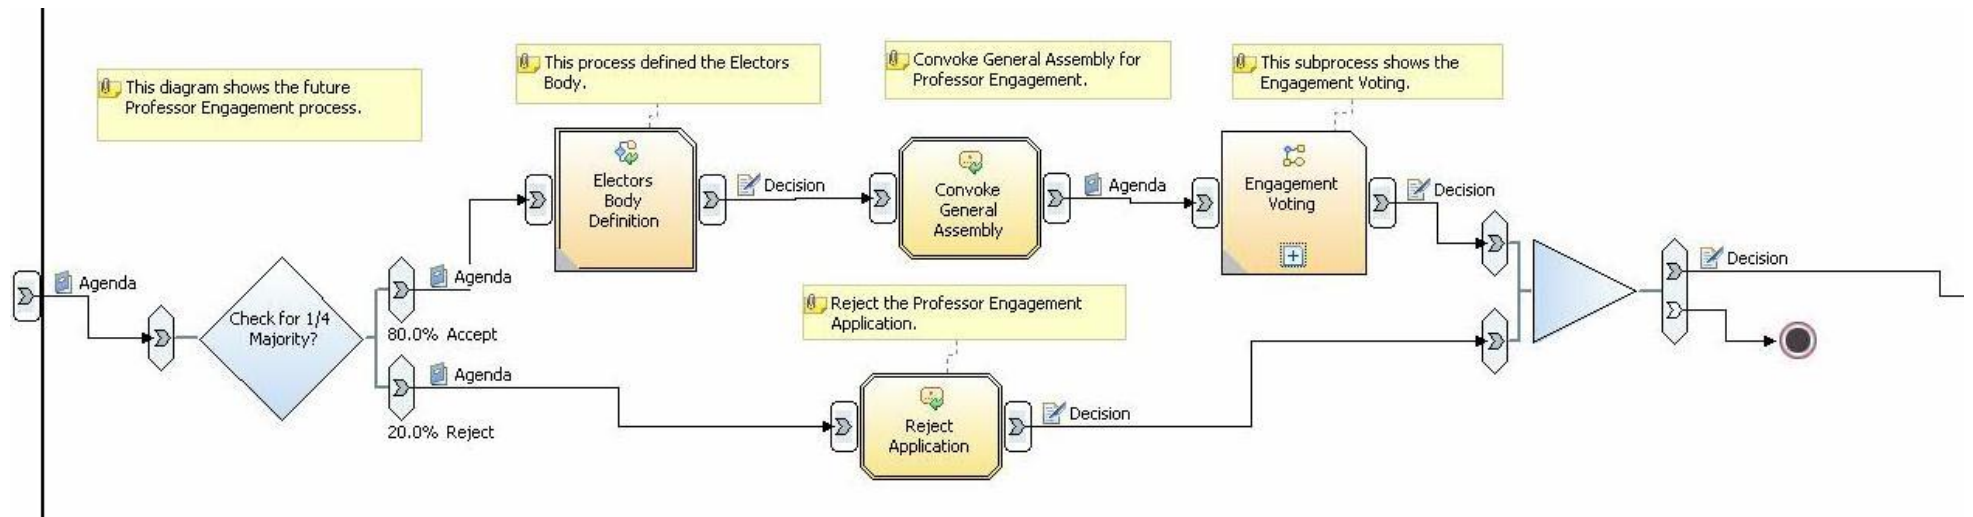 This diagram shows the future
Professor Engagement process.
This process defined the Electors
Body.
Convoke General Assembly for
Professor Engagement.
This subprocess shows the
Engagement Voting.
Agenda
Check for 1/4
Majority?
Agenda
80.0% Accept
Agenda
20.0% Reject
Electors
Body
Definition
Decision
Convoke
General
Assembly
Agenda
Engagement
Voting
Decision
Reject the Professor Engagement
Application.
Reject
Application
Decision
Decision